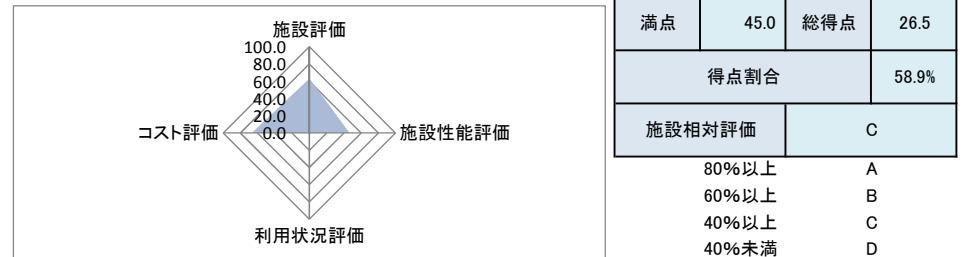 施設評価
100.0
80.0
60.0
40.0
20.0
0.0
コスト評価
施設性能評価
利用状況評価
満点 45.0 総得点 26.5
得点割合 58.9%
施設相対評価 C
80%以上 A
60%以上 B
40%以上 C
40%未満 D